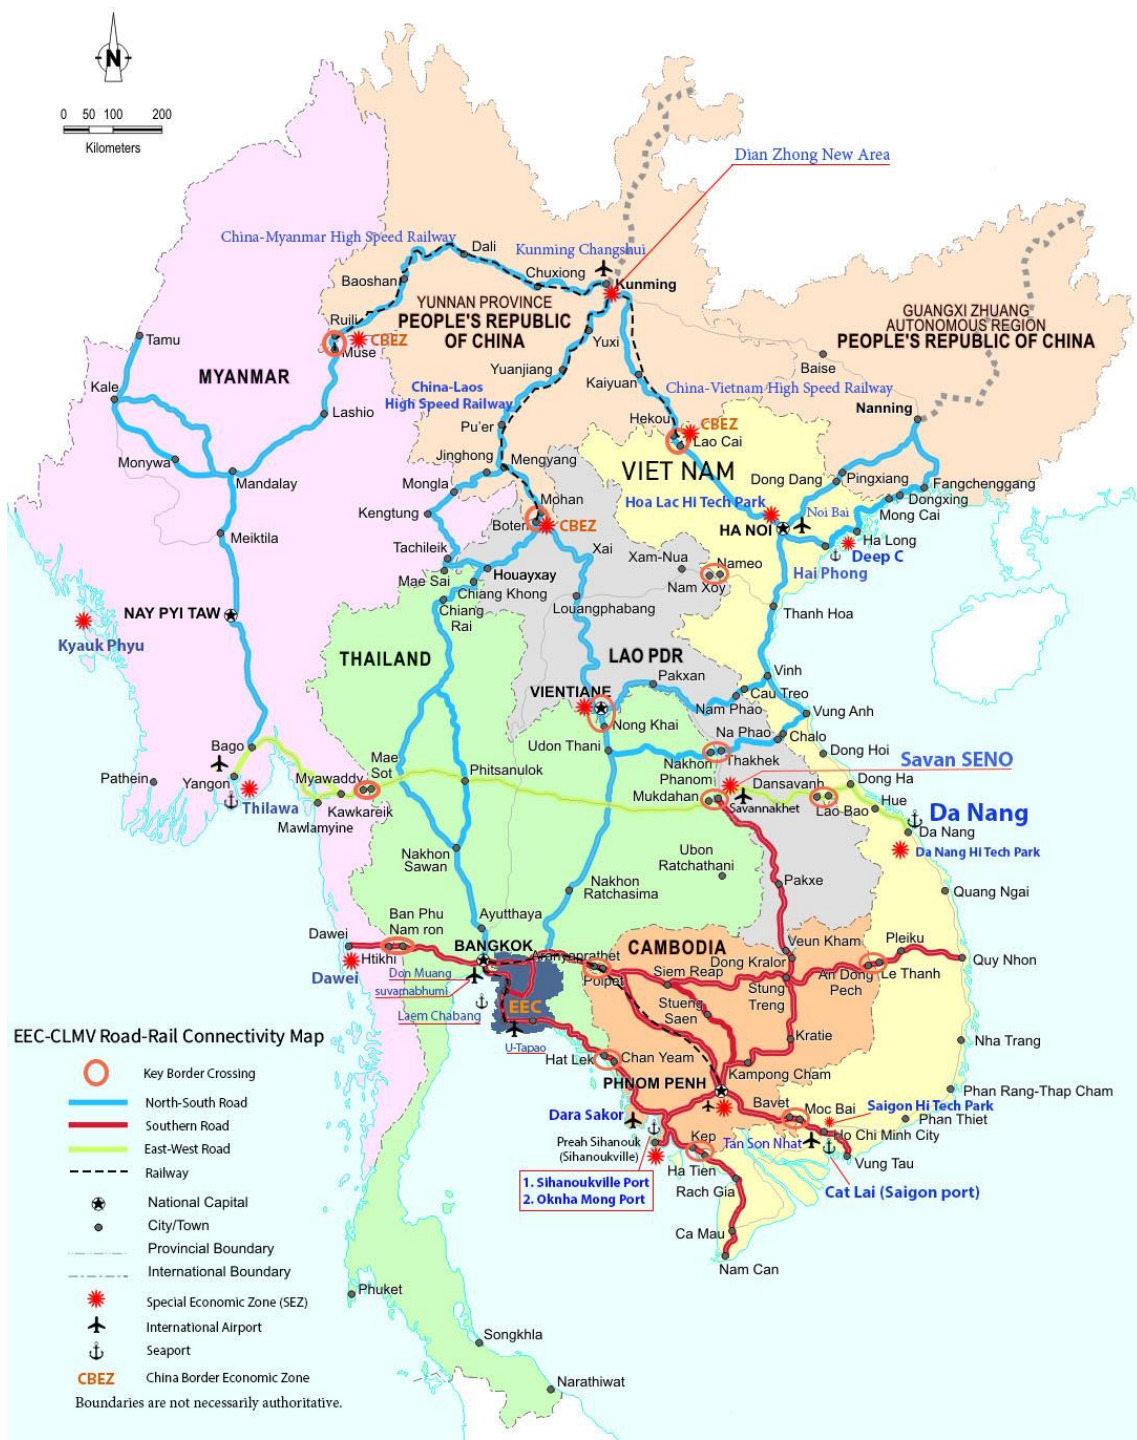 N
0 50 100 200
Kilometers
Dian Zhong New Area
China-Myanmar High Speed Railway
Dali
Kunming Changshui
Baoshan
Chuxiong
Kunming
YUNNAN PROVINCE
PEOPLE'S REPUBLIC
OF CHINA
GUANGXI ZHUANG
AUTONOMOUS REGION
PEOPLE'S REPUBLIC OF CHINA
Ruili
CBEZ
Muse
Tamu
Yuxi
Baise
MYANMAR
Yuanjiang
Kaiyuan
China-Vietnam High Speed Railway
Kale
China-Laos
High Speed Railway
Nanning
Lashio
Hekou
CBEZ
Lao Cai
Pu'er
Monywa
Jinghong
Mengyang
VIET NAM
Mandalay
Mongla
Dong Dang
Pingxiang
Fangchenggang
Dongxing
Mohan
Hoa Lac HI Tech Park
Noi Bai
Mong Cai
Kengtung
Boten
CBEZ
HA NOI
Meiktila
Ha Long
Deep C
Tachileik
Xai
Xam-Nua
Nameo
Hai Phong
Mae Sai
Houayxay
Nam Xoy
Chiang Khong
Louangphabang
Thanh Hoa
Chiang
Rai
NAY PYI TAW
Kyauk Phyu
THAILAND
LAO PDR
Pakxan
Vinh
VIENTIANE
Cau Treo
Nam Phao
Vung Anh
Nong Khai
Na Phao
Chalo
Bago
Udon Thani
Dong Hoi
Mae
Sot
Nakhon
Phanom
Thakhek
Savan SENO
Pathein
Yangon
Myawaddy
Phitsanulok
Dansavanh
Dong Ha
Mukdahan
Thilawa
Kawkareik
Savannakhet
Lao Bao
Hue
Da Nang
Mawlamyine
Da Nang
Da Nang Hi Tech Park
Nakhon
Sawan
Ubon
Ratchathani
Pakxe
Quang Ngai
Nakhon
Ratchasima
Ban Phu
Nam ron
Ayutthaya
Dawei
BANGKOK
Aranyaprathet
CAMBODIA
Veun Kham
Pleiku
Htikhi
Dong Kralor
Quy Nhon
Dawei
Don Muang
Poipet
Siem Reap
An Dong
Pech
Le Thanh
suvarnabhumi
Stung
Treng
EEC
Stueng
Saen
Laem Chabang
EEC-CLMV Road-Rail Connectivity Map
U-Tapao
Kratie
Nha Trang
Hat Lek
Chan Yeam
Key Border Crossing
Kampong Cham
PHNOM PENH
Phan Rang-Thap Cham
North-South Road
Bavet
Moc Bai
Saigon Hi Tech Park
Dara Sakor
Phan Thiet
Southern Road
Ho Chi Minh City
Preah Sihanouk
(Sihanoukville)
Kep
Tan Son Nhat
East-West Road
Vung Tau
Railway
Ha Tien
1. Sihanoukville Port
2. Oknha Mong Port
Rach Gia
Cat Lai (Saigon port)
National Capital
City/Town
Ca Mau
Provincial Boundary
International Boundary
Nam Can
Phuket
Special Economic Zone (SEZ)
International Airport
Songkhla
Seaport
CBEZ China Border Economic Zone
Narathiwat
Boundaries are not necessarily authoritative.